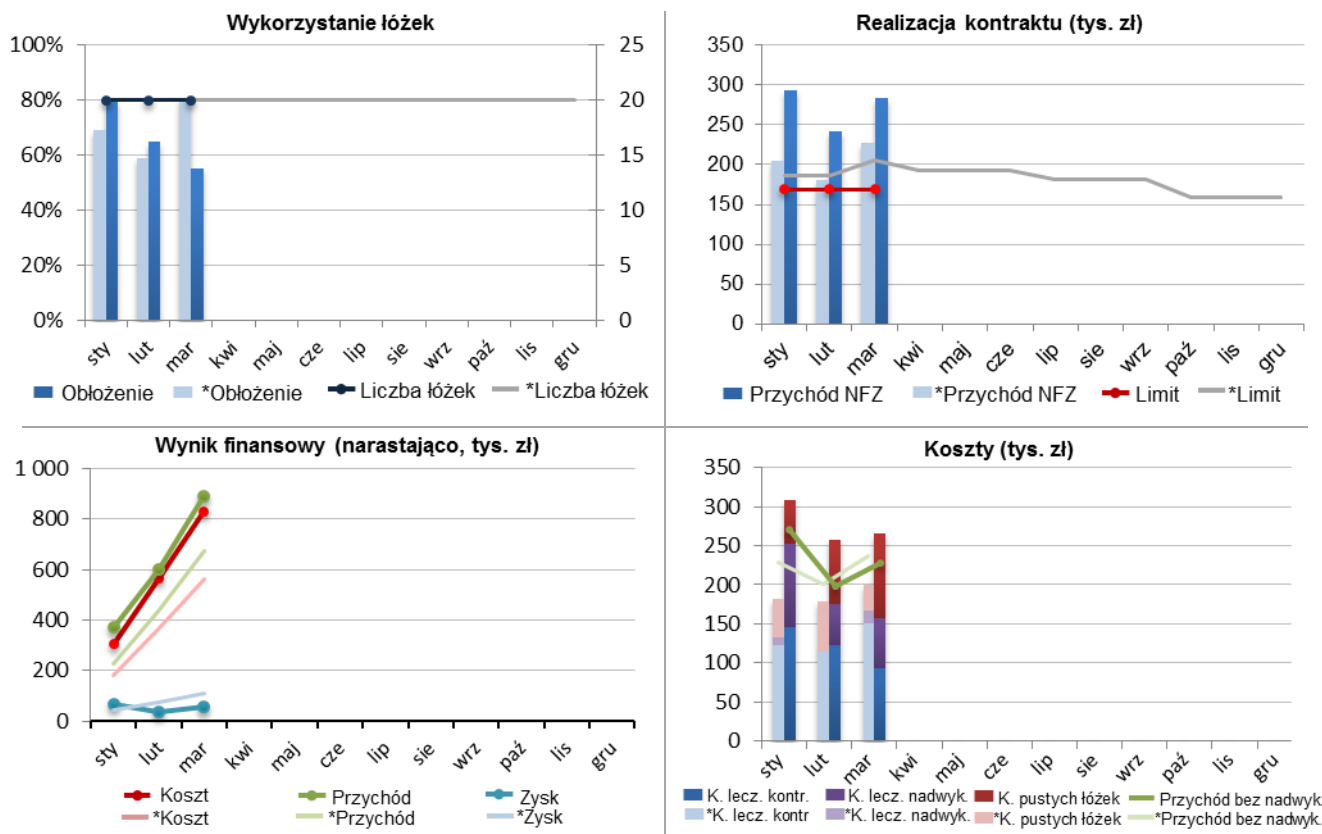 Wykorzystanie łóżek
100%
80%
60%
40%
20%
0%
25
20
15
10
5
0
sty lut mar kwi maj cze lip sie wrz paź lis gru
Obłożenie *Obłożenie Liczba łóżek *Liczba łóżek
Realizacja kontraktu (tys. zł)
350
300
250
200
150
100
50
0
sty lut mar kwi maj cze lip sie wrz paź lis gru
Przychód NFZ *Przychód NFZ Limit *Limit
Wynik finansowy (narastająco, tys. zł)
1 000
800
600
400
200
0
sty lut mar kwi maj cze lip sie wrz paź lis gru
Koszt Przychód Zysk
*Koszt *Przychód *Zysk
Koszty (tys. zł)
350
300
250
200
150
100
50
0
sty lut mar kwi maj cze lip sie wrz paź lis gru
K. lecz. kontr. K. lecz. nadwyk. K. pustych łóżek Przychód bez nadwyk.
*K. lecz. kontr *K. lecz. nadwyk. *K. pustych łóżek *Przychód bez nadwyk.